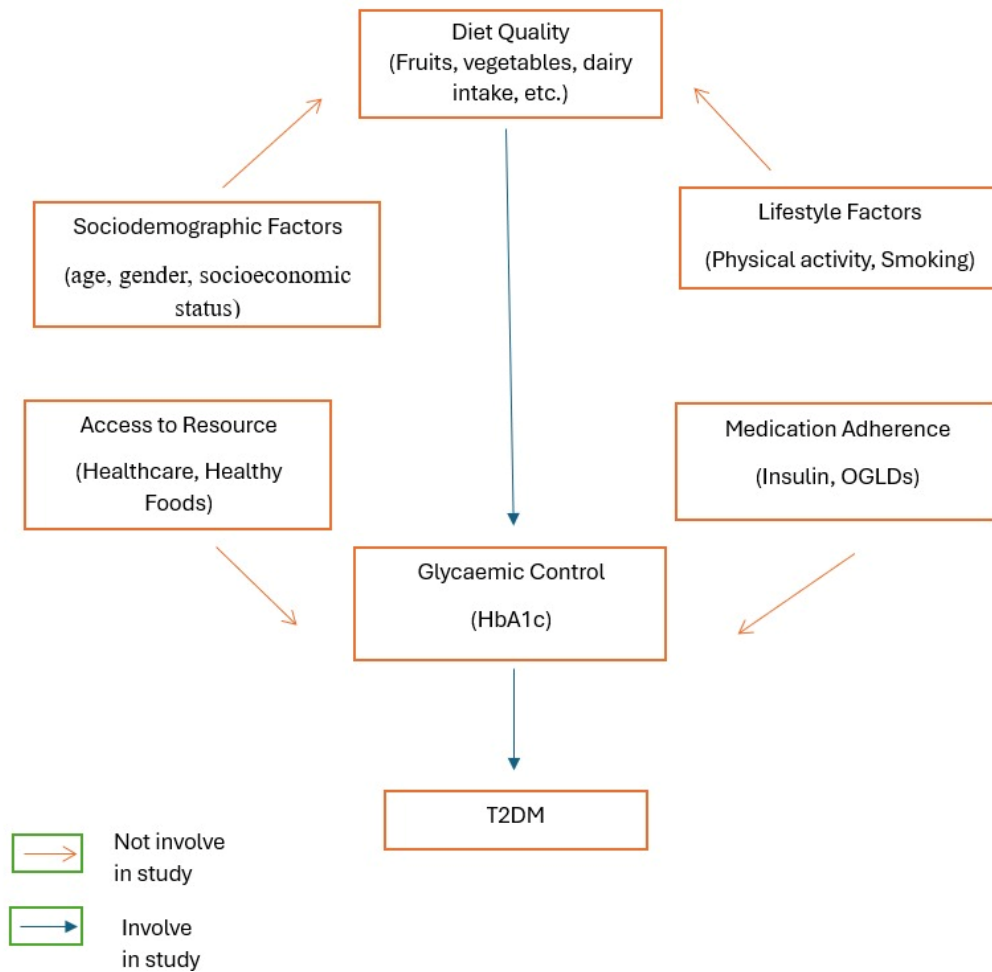 Diet Quality
(Fruits, vegetables, dairy
intake, etc.)
Sociodemographic Factors
(age, gender, socioeconomic
status)
Lifestyle Factors
(Physical activity, Smoking)
Access to Resource
(Healthcare, Healthy
Foods)
Medication Adherence
(Insulin, OGLDs)
Glycaemic Control
(HbA1c)
T2DM
Not involve
in study
Involve
in study